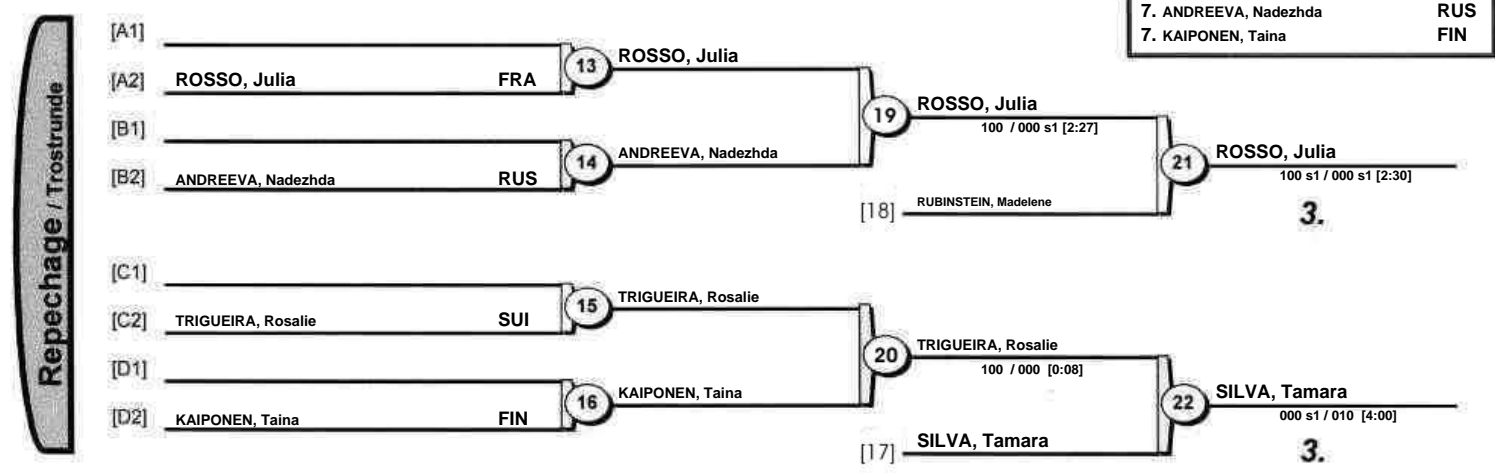 7. ANDREEVA, Nadezhda RUS
7. KAIPONEN, Taina FIN
Repechage / Trostrunde
[A1]
13 ROSSO, Julia
[A2] ROSSO, Julia FRA
19 ROSSO, Julia
100 / 000 s1 [2:27]
[B1]
14 ANDREEVA, Nadezhda
[B2] ANDREEVA, Nadezhda RUS
21 ROSSO, Julia
100 s1 / 000 s1 [2:30]
[18] RUBINSTEIN, Madelene
3.
[C1]
15 TRIGUEIRA, Rosalie
[C2] TRIGUEIRA, Rosalie SUI
20 TRIGUEIRA, Rosalie
100 / 000 [0:08]
[D1]
16 KAIPONEN, Taina
[D2] KAIPONEN, Taina FIN
22 SILVA, Tamara
000 s1 / 010 [4:00]
[17] SILVA, Tamara
3.